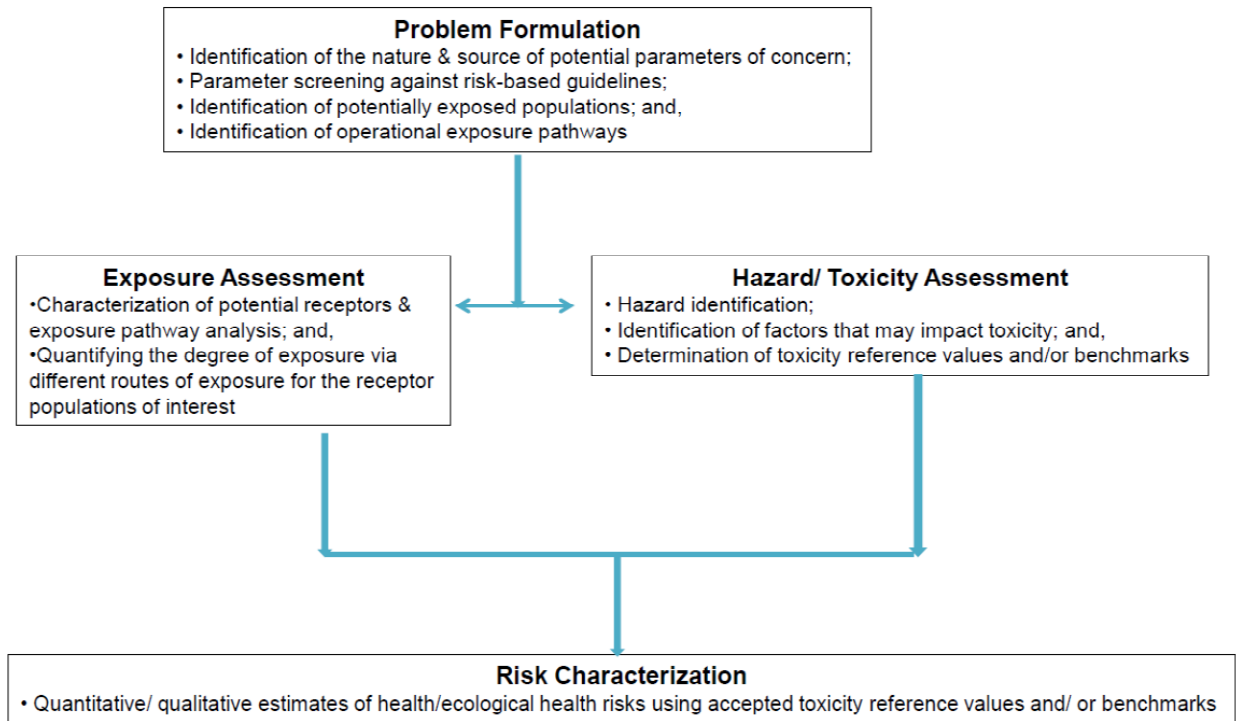 Problem Formulation
• Identification of the nature & source of potential parameters of concern;
• Parameter screening against risk-based guidelines;
• Identification of potentially exposed populations; and,
• Identification of operational exposure pathways
Exposure Assessment
•Characterization of potential receptors &
exposure pathway analysis; and,
•Quantifying the degree of exposure via
different routes of exposure for the receptor
populations of interest
Hazard/ Toxicity Assessment
• Hazard identification;
• Identification of factors that may impact toxicity; and,
• Determination of toxicity reference values and/or benchmarks
Risk Characterization
• Quantitative/ qualitative estimates of health/ecological health risks using accepted toxicity reference values and/ or benchmarks